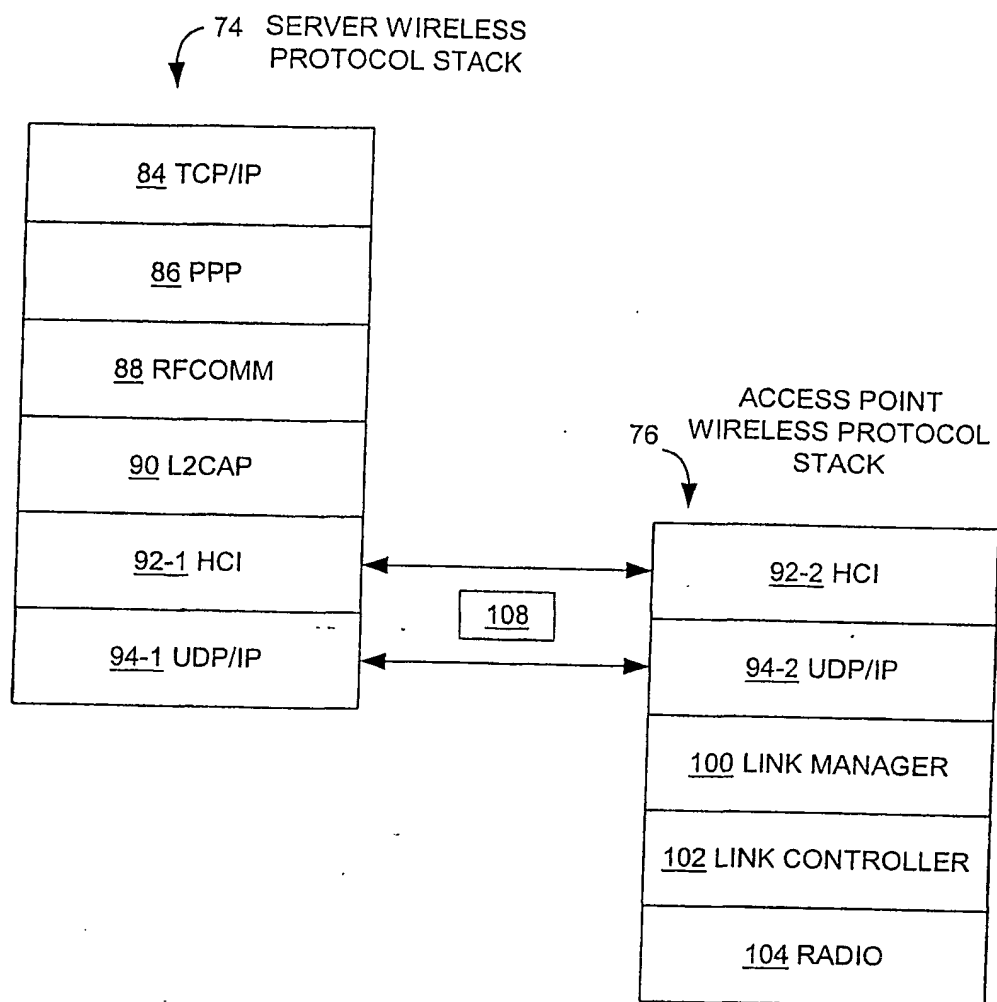 74 SERVER WIRELESS
PROTOCOL STACK
84 TCP/IP
86 PPP
88 RFCOMM
90 L2CAP
92-1 HCI
94-1 UDP/IP
108
76
ACCESS POINT
WIRELESS PROTOCOL
STACK
92-2 HCI
94-2 UDP/IP
100 LINK MANAGER
102 LINK CONTROLLER
104 RADIO